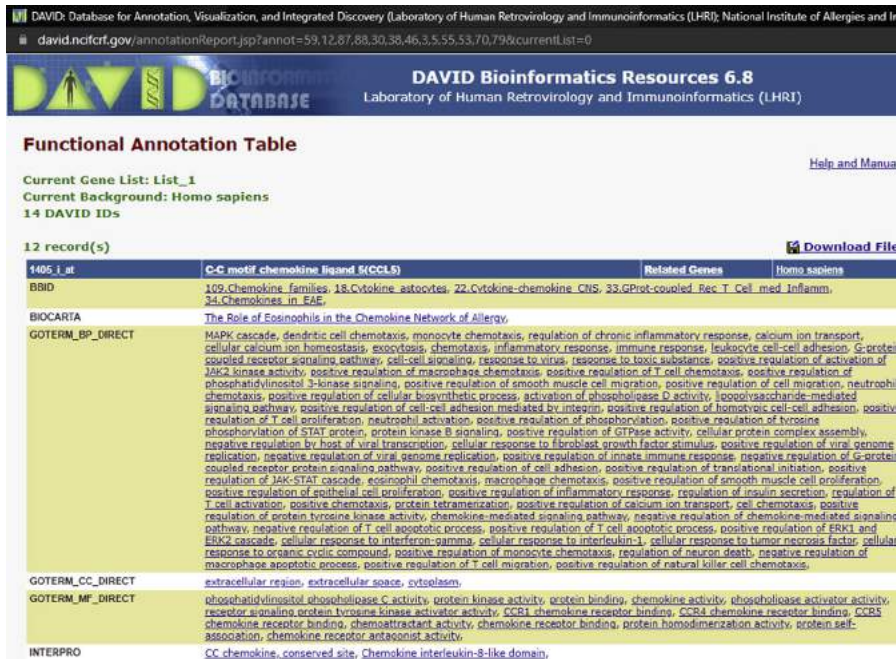 DAVID: Database for Annotation, Visualization, and Integrated Discovery (Laboratory of Human Retrovirology and Immunoinformatics (LHRI); National Institute of Allergies and In
david.ncifcrf.gov/annotationReport.jsp?annot=59,12,87,88,30,38,46,3,5,55,53,70,79&currentList=0
DAVID BIOINFORMATICS DATABASE
DAVID Bioinformatics Resources 6.8
Laboratory of Human Retrovirology and Immunoinformatics (LHRI)
Functional Annotation Table
Help and Manua
Current Gene List: List_1
Current Background: Homo sapiens
14 DAVID IDs
12 record(s)
Download File
1405_i_at C-C motif chemokine ligand 5(CCL5) Related Genes Homo sapiens
BBID 109.Chemokine_families, 18.Cytokine_astocytes, 22.Cytokine-chemokine_CNS, 33.GProt-coupled_Rec_T_Cell_med_Inflamm,
34.Chemokines_in_EAE,
BIOCARTA The Role of Eosinophils in the Chemokine Network of Allergy,
GOTERM_BP_DIRECT MAPK cascade, dendritic cell chemotaxis, monocyte chemotaxis, regulation of chronic inflammatory response, calcium ion transport,
cellular calcium ion homeostasis, exocytosis, chemotaxis, inflammatory response, immune response, leukocyte cell-cell adhesion, G-protein
coupled receptor signaling pathway, cell-cell signaling, response to virus, response to toxic substance, positive regulation of activation of
JAK2 kinase activity, positive regulation of macrophage chemotaxis, positive regulation of T cell chemotaxis, positive regulation of
phosphatidylinositol 3-kinase signaling, positive regulation of smooth muscle cell migration, positive regulation of cell migration, neutrophil
chemotaxis, positive regulation of cellular biosynthetic process, activation of phospholipase D activity, lipopolysaccharide-mediated
signaling pathway, positive regulation of cell-cell adhesion mediated by integrin, positive regulation of homotypic cell-cell adhesion, positive
regulation of T cell proliferation, neutrophil activation, positive regulation of phosphorylation, positive regulation of tyrosine
phosphorylation of STAT protein, protein kinase B signaling, positive regulation of GTPase activity, cellular protein complex assembly,
negative regulation by host of viral transcription, cellular response to fibroblast growth factor stimulus, positive regulation of viral genome
replication, negative regulation of viral genome replication, positive regulation of innate immune response, negative regulation of G-protein
coupled receptor protein signaling pathway, positive regulation of cell adhesion, positive regulation of translational initiation, positive
regulation of JAK-STAT cascade, eosinophil chemotaxis, macrophage chemotaxis, positive regulation of smooth muscle cell proliferation,
positive regulation of epithelial cell proliferation, positive regulation of inflammatory response, regulation of insulin secretion, regulation of
T cell activation, positive chemotaxis, protein tetramerization, positive regulation of calcium ion transport, cell chemotaxis, positive
regulation of protein tyrosine kinase activity, chemokine-mediated signaling pathway, negative regulation of chemokine-mediated signaling
pathway, negative regulation of T cell apoptotic process, positive regulation of T cell apoptotic process, positive regulation of ERK1 and
ERK2 cascade, cellular response to interferon-gamma, cellular response to interleukin-1, cellular response to tumor necrosis factor, cellular
response to organic cyclic compound, positive regulation of monocyte chemotaxis, regulation of neuron death, negative regulation of
macrophage apoptotic process, positive regulation of T cell migration, positive regulation of natural killer cell chemotaxis,
GOTERM_CC_DIRECT extracellular region, extracellular space, cytoplasm,
GOTERM_MF_DIRECT phosphatidylinositol phospholipase C activity, protein kinase activity, protein binding, chemokine activity, phospholipase activator activity,
receptor signaling protein tyrosine kinase activator activity, CCR1 chemokine receptor binding, CCR4 chemokine receptor binding, CCR5
chemokine receptor binding, chemoattractant activity, chemokine receptor binding, protein homodimerization activity, protein self-
association, chemokine receptor antagonist activity,
INTERPRO CC chemokine, conserved site, Chemokine interleukin-8-like domain,